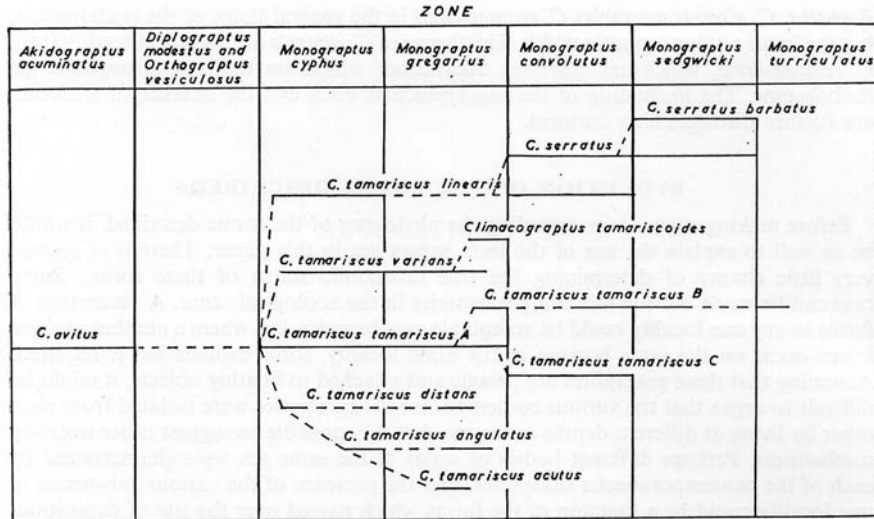 ZONE
Akidograptus acuminatus
Diplograptus modestus and Orthograptus vesiculosus
Monograptus cyphus
Monograptus gregarius
Monograptus convolutus
Monograptus sedgwicki
Monograptus turriculatus
C. serratus barbatus
C. serratus
C. tamariscus linearis
Climacograptus tamariscoides
C. tamariscus varians
C. tamariscus tamariscus B
C. avitus
C. tamariscus tamariscus A
C. tamariscus tamariscus C
C. tamariscus distans
C. tamariscus angulatus
C. tamariscus acutus